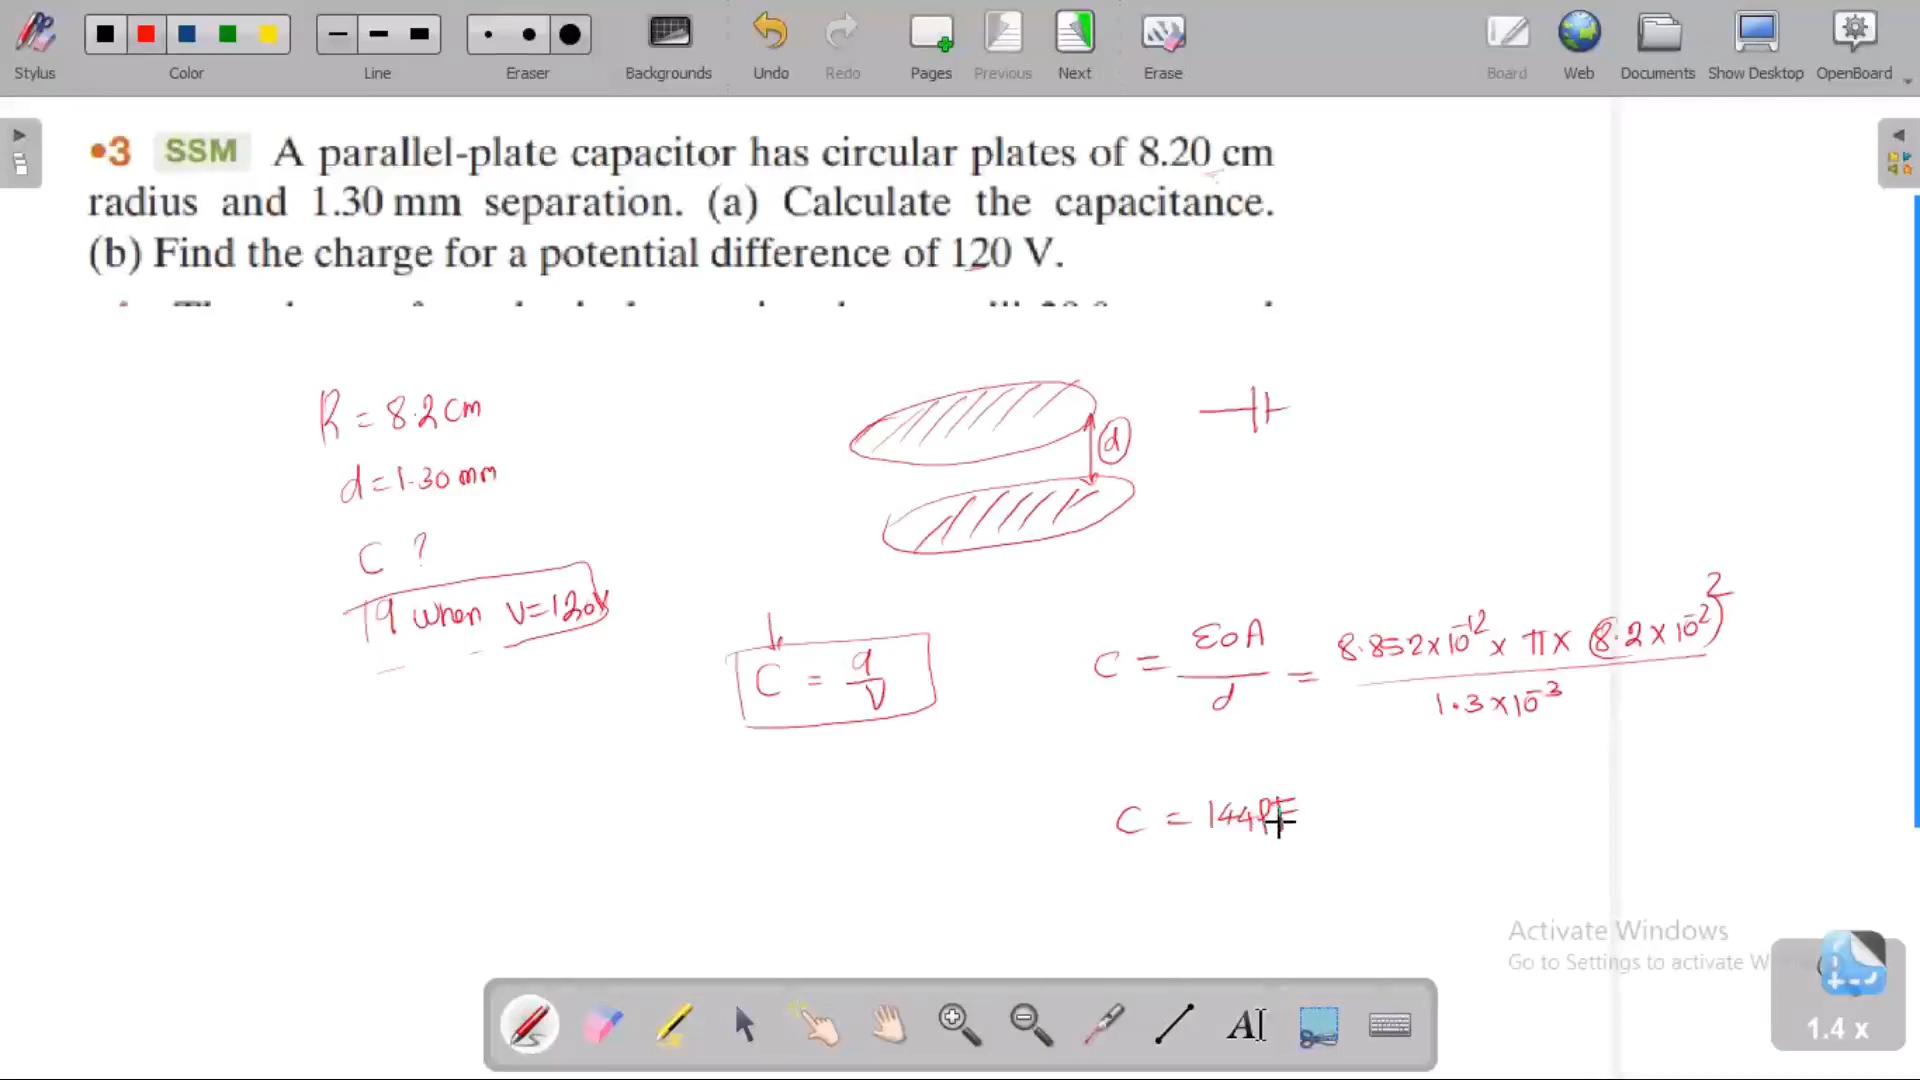 Stylus
Color
Line
Eraser
Backgrounds
Undo
Redo
Pages
Previous
Next
Erase
Board
Web
Documents
Show Desktop
OpenBoard
•3 SSM A parallel-plate capacitor has circular plates of 8.20 cm
radius and 1.30 mm separation. (a) Calculate the capacitance.
(b) Find the charge for a potential difference of 120 V.
R = 8.2 cm
d = 1.30 mm
C ?
q when V=120V
d
C = q/V
C = ε0A/d = 8.852×10^-12 × π× (8.2×10^-2)^2 / 1.3×10^-3
C = 144PF
Activate Windows
Go to Settings to activate W
1.4 x
AI